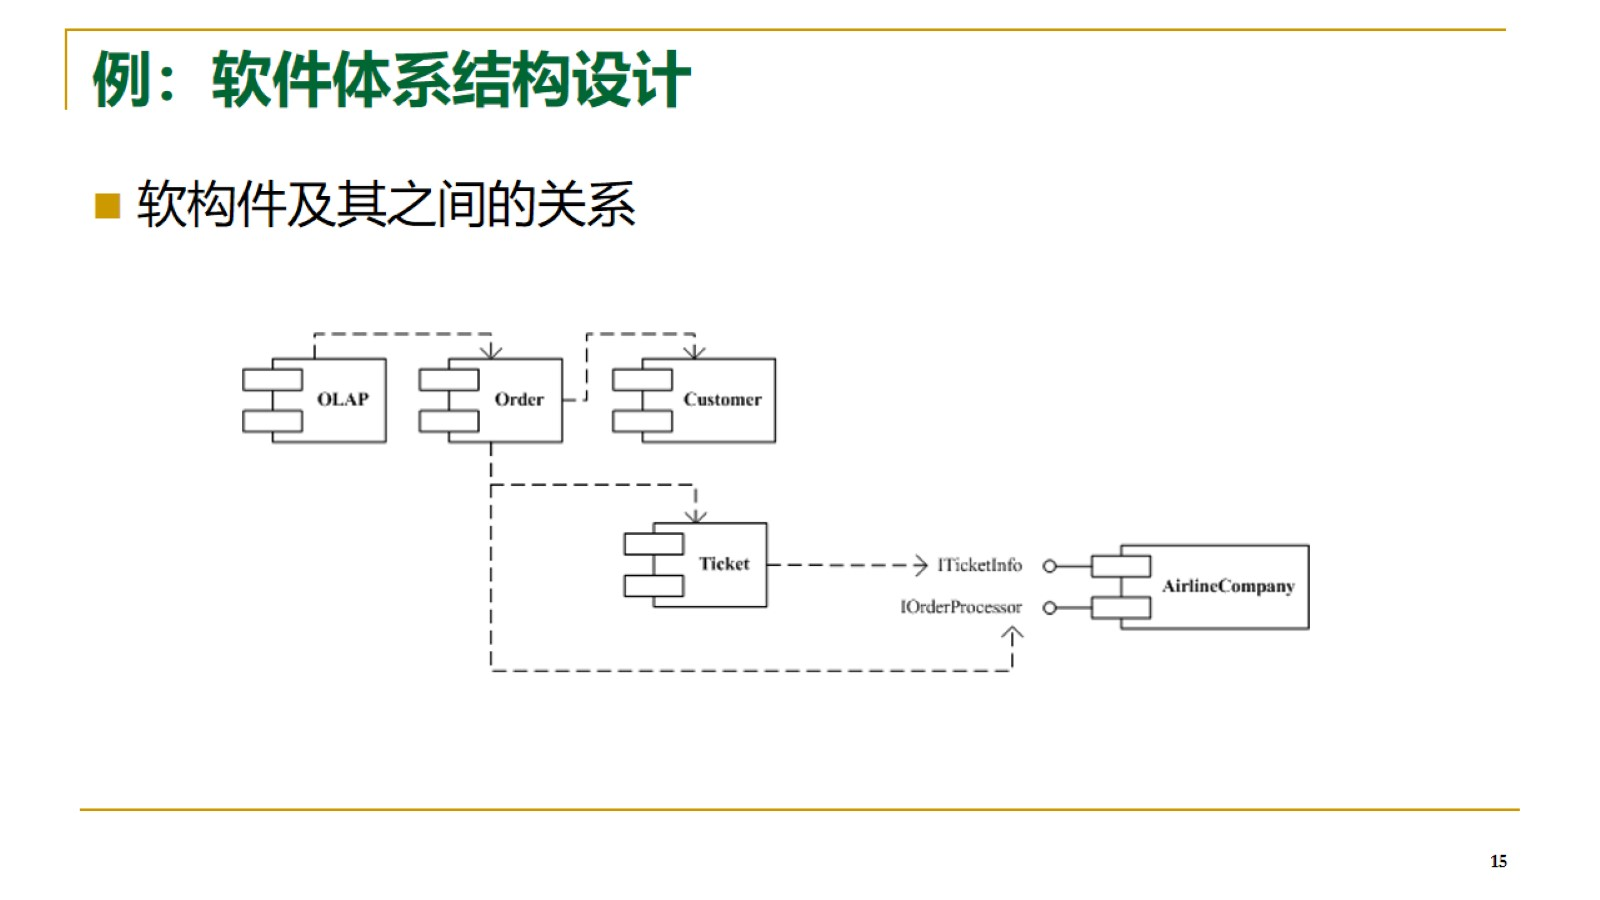 例：软件体系结构设计
软构件及其之间的关系
OLAP
Order
Customer
Ticket
ITicketInfo
IOrderProcessor
AirlineCompany
15